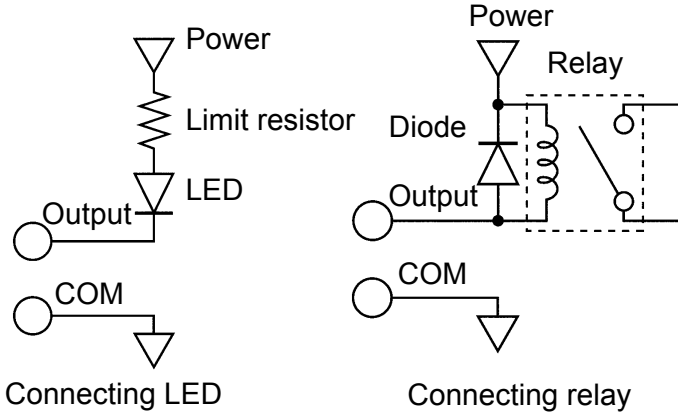 Power
Limit resistor
LED
Output
COM
Connecting LED
Power
Relay
Diode
Output
COM
Connecting relay